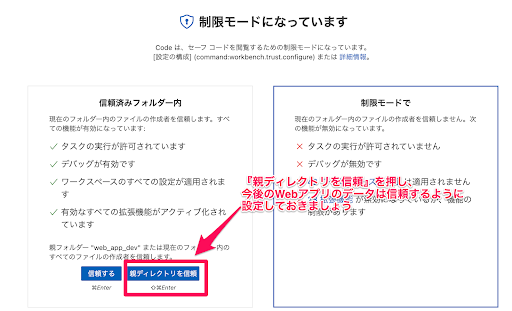 制限モードになっています
Code は、セーフ コードを閲覧するための制限モードになっています。
[設定の構成] (command:workbench.trust.configure) または 詳細情報。
信頼済みフォルダー内
現在のフォルダー内のファイルの作成者を信頼します。すべ
ての機能が有効になっています:
✓ タスクの実行が許可されています
✓ デバッグが有効です
✓ ワークスペースのすべての設定が適用されま
す
✓ 有効なすべての拡張機能がアクティブ化され
ています
親フォルダー "web_app_dev" または現在のフォルダー内の
すべてのファイルの作成者を信頼します。
信頼する
親ディレクトリを信頼
⌘Enter
⇧⌘Enter
制限モードで
現在のフォルダー内のファイルの作成者を信頼しません。次
の機能が無効になっています:
✕ タスクの実行が許可されていません
✕ デバッグが無効です
は適用されません
が無効になっているか、機能の
制限があります
『親ディレクトリを信頼』を押し
今後のWebアプリのデータは信頼するように
設定しておきましょう